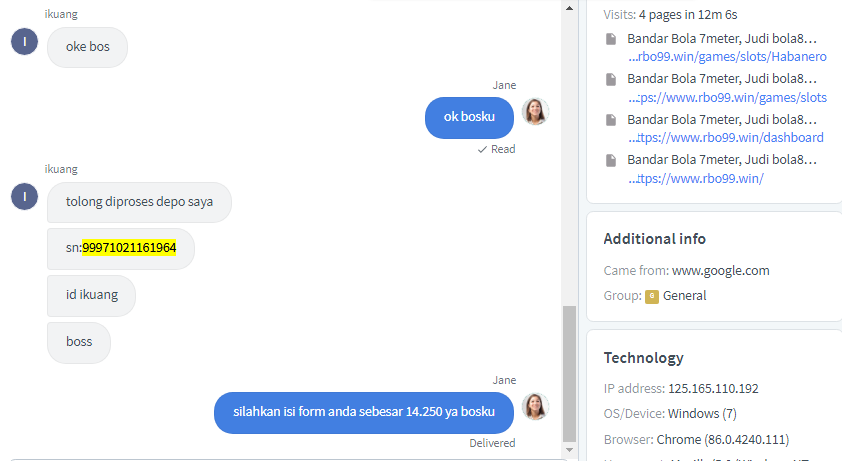 ikuang
I
oke bos
Jane
ok bosku
Read
ikuang
I
tolong diproses depo saya
sn:99971021161964
id ikuang
boss
Jane
silahkan isi form anda sebesar 14.250 ya bosku
Delivered
Visits: 4 pages in 12m 6s
Bandar Bola 7meter, Judi bola8…
...rbo99.win/games/slots/Habanero
Bandar Bola 7meter, Judi bola8…
...tps://www.rbo99.win/games/slots
Bandar Bola 7meter, Judi bola8…
...ttps://www.rbo99.win/dashboard
Bandar Bola 7meter, Judi bola8…
...ttps://www.rbo99.win/
Additional info
Came from: www.google.com
Group: 0 General
Technology
IP address: 125.165.110.192
OS/Device: Windows (7)
Browser: Chrome (86.0.4240.111)